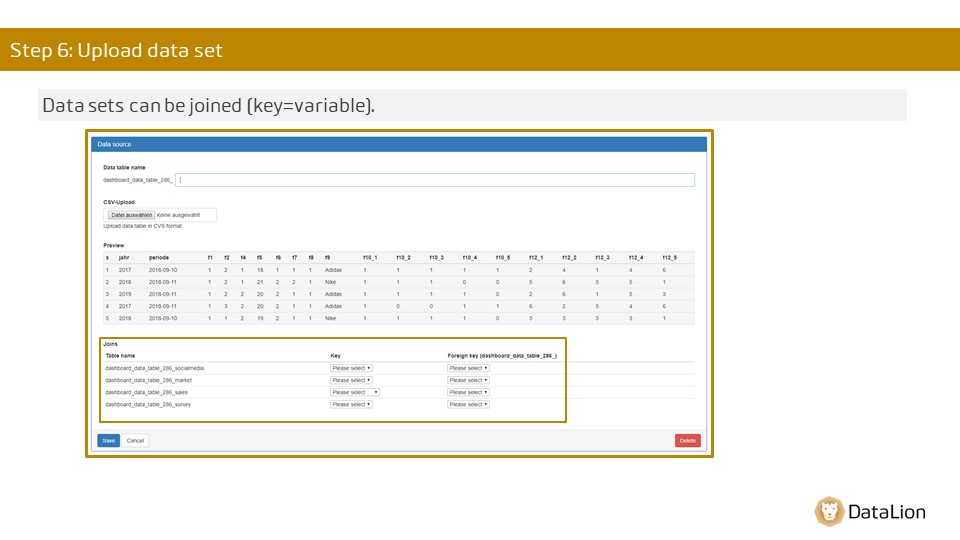 Step 6: Upload data set
Data sets can be joined (key=variable).
Data source
Data table name
dashboard_data_table_286_
CSV-Upload
Datei auswählen Keine ausgewählt
Upload data table in CVS format.
Preview
s jahr periode f1 f2 f4 f5 f6 f7 f8 f9 f10_1 f10_2 f10_3 f10_4 f10_5 f12_1 f12_2 f12_3 f12_4 f12_5
1 2017 2018-09-10 1 2 1 18 1 1 1 Adidas 1 1 1 1 1 2 4 1 4 6
2 2018 2018-09-11 1 2 1 21 2 2 1 Nike 1 1 1 0 0 5 6 5 5 1
3 2019 2018-09-11 1 2 2 20 2 1 1 Adidas 1 1 1 1 0 2 6 1 5 3
4 2017 2018-09-11 1 3 2 20 2 1 1 Adidas 1 0 0 1 1 6 2 5 4 6
5 2018 2018-09-10 1 1 2 19 2 1 1 Nike 1 1 1 1 0 5 3 3 3 1
Joins
Table name Key Foreign key (dashboard_data_table_286_)
dashboard_data_table_286_socialmedia Please select Please select
dashboard_data_table_286_market Please select Please select
dashboard_data_table_286_sales Please select Please select
dashboard_data_table_286_survey Please select Please select
Save Cancel Delete
DataLion